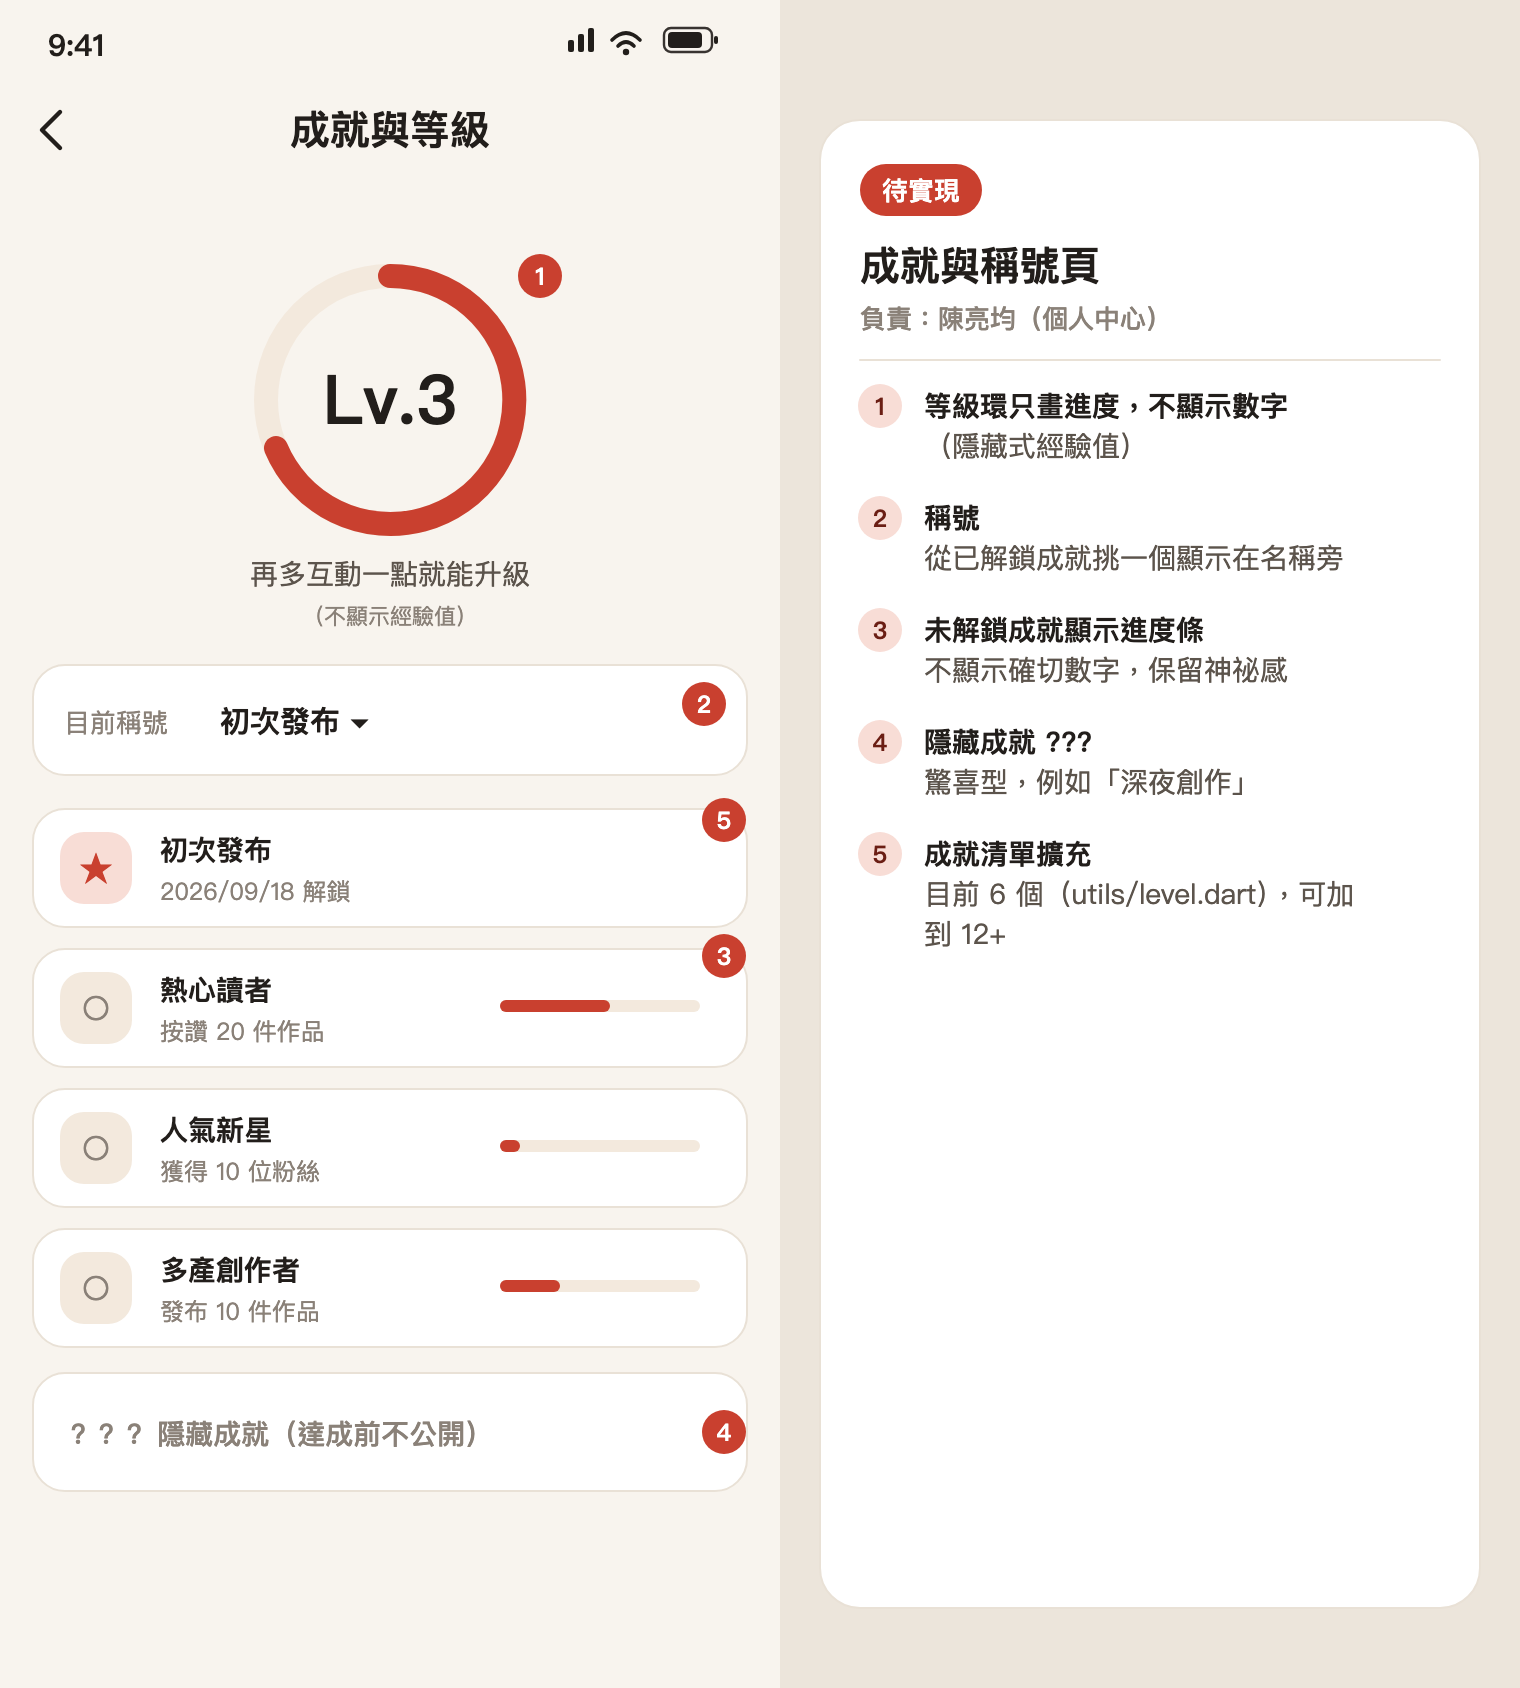 9:41
成就與等級
1
Lv.3
再多互動一點就能升級
（不顯示經驗值）
目前稱號 初次發布
2
5
初次發布
2026/09/18 解鎖
3
熱心讀者
按讚 20 件作品
人氣新星
獲得 10 位粉絲
多產創作者
發布 10 件作品
? ? ? 隱藏成就（達成前不公開）
4
待實現
成就與稱號頁
負責：陳亮均（個人中心）
1 等級環只畫進度，不顯示數字
（隱藏式經驗值）
2 稱號
從已解鎖成就挑一個顯示在名稱旁
3 未解鎖成就顯示進度條
不顯示確切數字，保留神祕感
4 隱藏成就 ???
驚喜型，例如「深夜創作」
5 成就清單擴充
目前 6 個（utils/level.dart），可加
到 12+